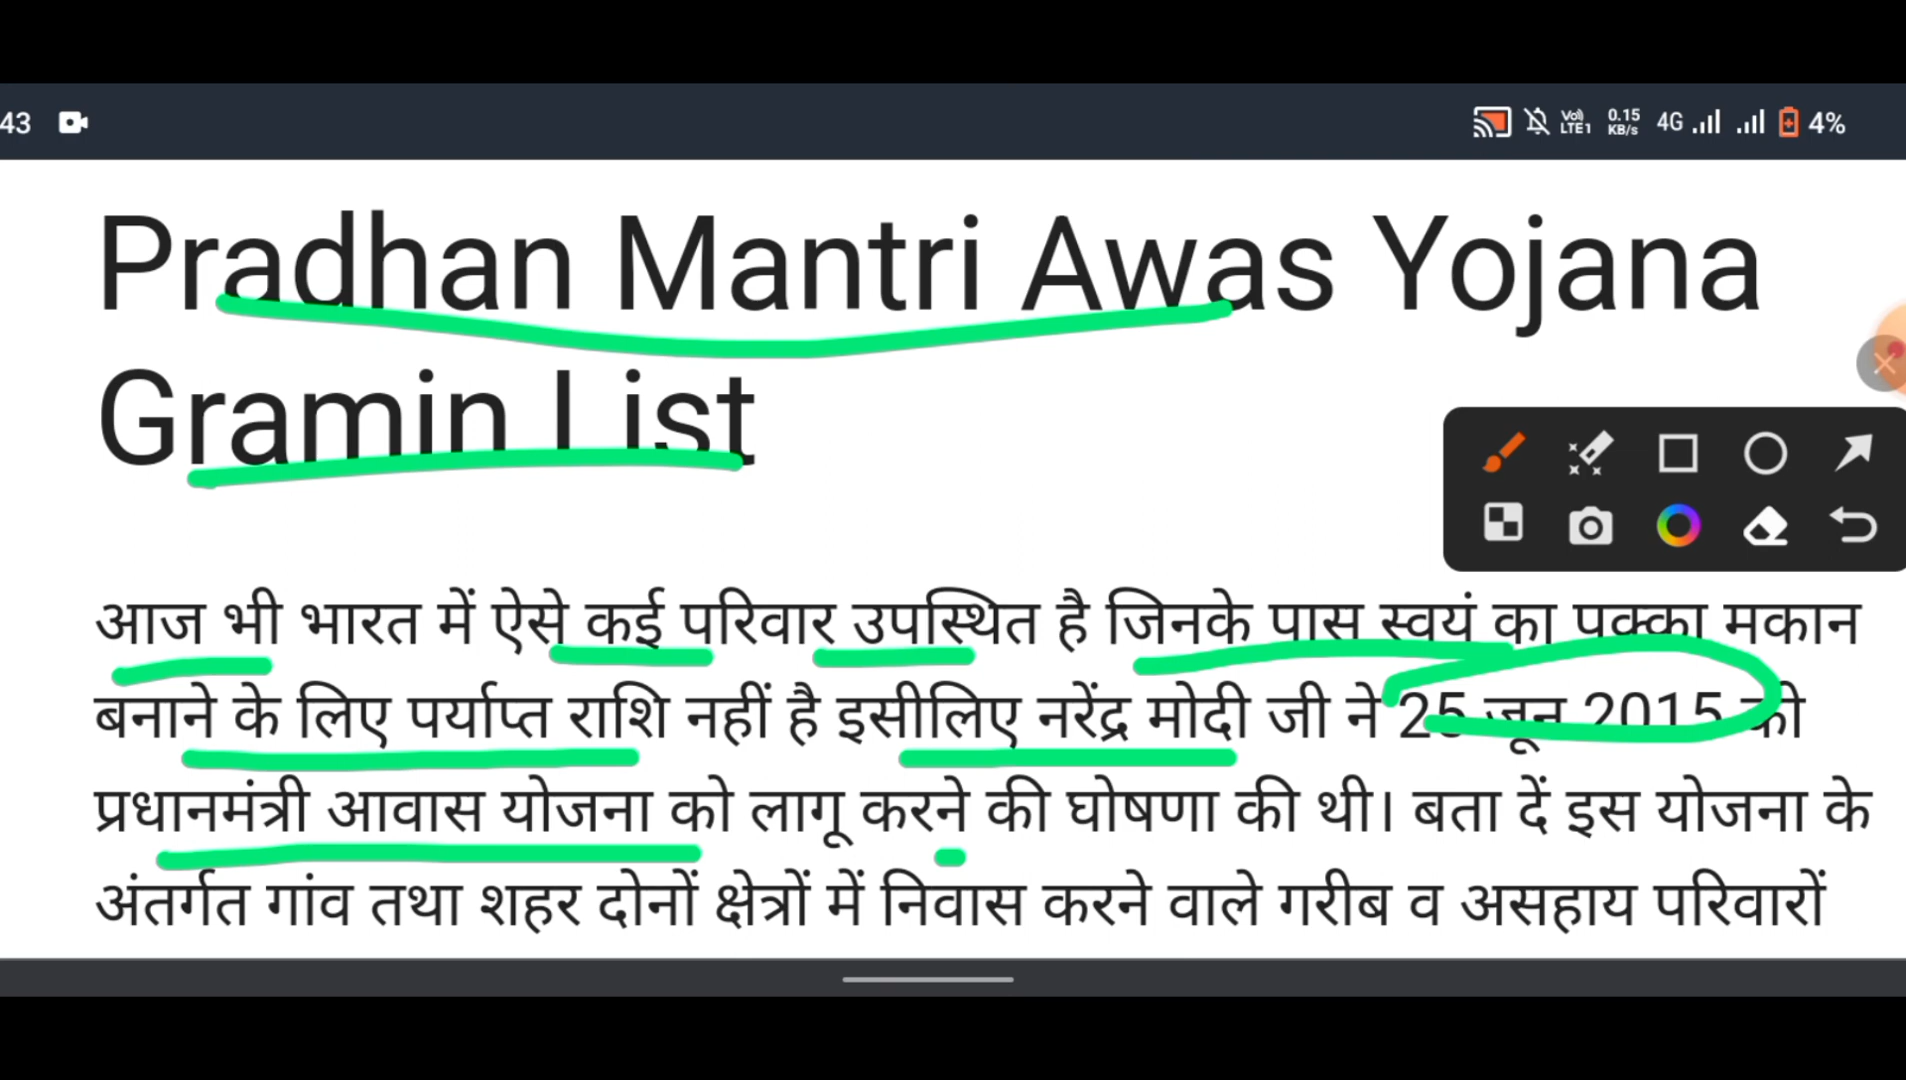 43 Vo) LTE1 0.15 KB/s 4G 4%
Pradhan Mantri Awas Yojana
Gramin List
आज भी भारत में ऐसे कई परिवार उपस्थित है जिनके पास स्वयं का पक्का मकान
बनाने के लिए पर्याप्त राशि नहीं है इसीलिए नरेंद्र मोदी जी ने 25 जून 2015 को
प्रधानमंत्री आवास योजना को लागू करने की घोषणा की थी। बता दें इस योजना के
अंतर्गत गांव तथा शहर दोनों क्षेत्रों में निवास करने वाले गरीब व असहाय परिवारों